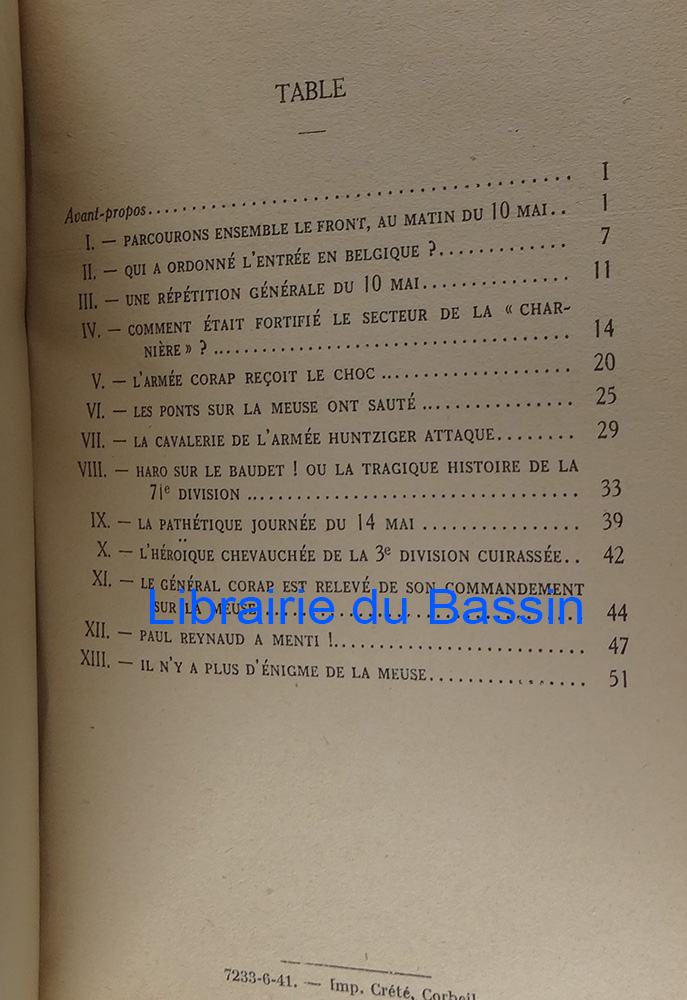 TABLE
Avant-propos........................................ I
I. — PARCOURONS ENSEMBLE LE FRONT, AU MATIN DU 10 MAI.. 1
II. — QUI A ORDONNÉ L'ENTRÉE EN BELGIQUE ?............. 7
III. — UNE RÉPÉTITION GÉNÉRALE DU 10 MAI............... 11
IV. — COMMENT ÉTAIT FORTIFIÉ LE SECTEUR DE LA « CHAR-
NIÈRE » ?..................................... 14
V. — L'ARMÉE CORAP REÇOIT LE CHOC.................... 20
VI. — LES PONTS SUR LA MEUSE ONT SAUTÉ................ 25
VII. — LA CAVALERIE DE L'ARMÉE HUNTZIGER ATTAQUE........ 29
VIII. — HARO SUR LE BAUDET ! OU LA TRAGIQUE HISTOIRE DE LA
71e DIVISION.................................. 33
IX. — LA PATHÉTIQUE JOURNÉE DU 14 MAI................ 39
X. — L'HÉROÏQUE CHEVAUCHÉE DE LA 3e DIVISION CUIRASSÉE.. 42
XI. — LE GÉNÉRAL CORAP EST RELEVÉ DE SON COMMANDEMENT
SUR LA MEUSE.................................. 44
Librairie du Bassin
XII. — PAUL REYNAUD A MENTI !......................... 47
XIII. — IL N'Y A PLUS D'ÉNIGME DE LA MEUSE................ 51
7233-6-41. — Imp. Crété, Corbeil